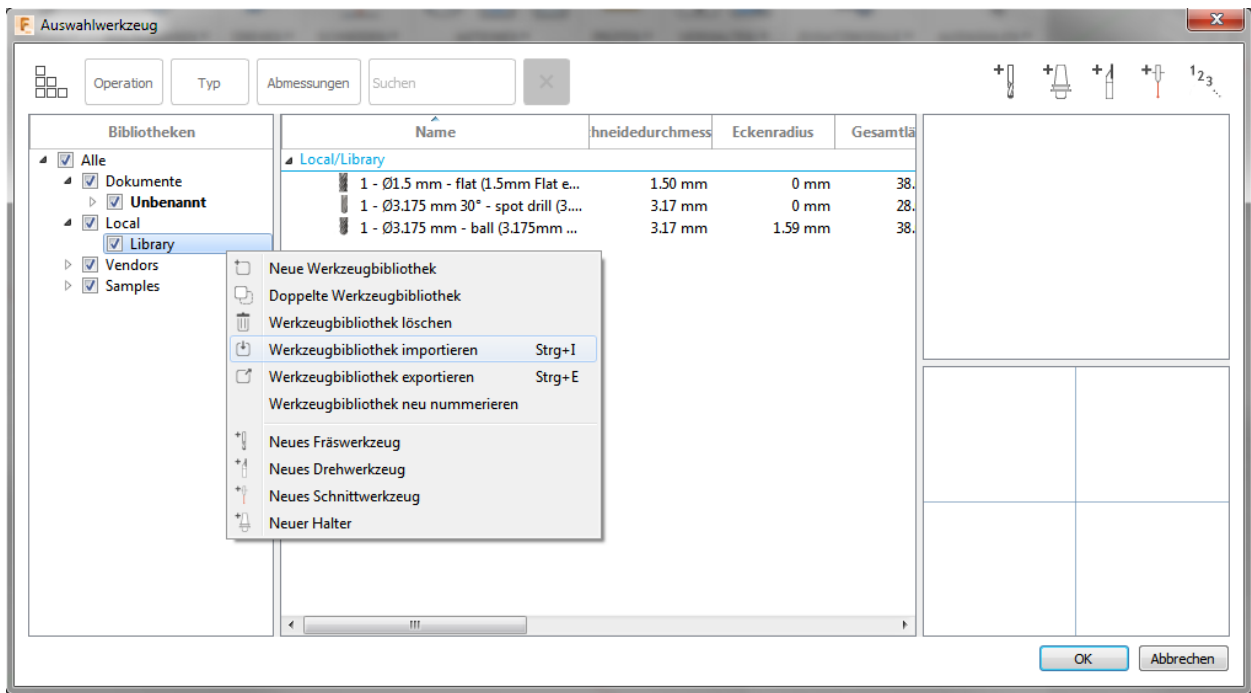 Auswahlwerkzeug
Operation Typ Abmessungen Suchen
1 2 3
Bibliotheken
Alle
Dokumente
Unbenannt
Local
Library
Vendors
Samples
Name hneidedurchmess Eckenradius Gesamtlä
Local/Library
1 - Ø1.5 mm - flat (1.5mm Flat e... 1.50 mm 0 mm 38.
1 - Ø3.175 mm 30° - spot drill (3.... 3.17 mm 0 mm 28.
1 - Ø3.175 mm - ball (3.175mm ... 3.17 mm 1.59 mm 38.
Neue Werkzeugbibliothek
Doppelte Werkzeugbibliothek
Werkzeugbibliothek löschen
Werkzeugbibliothek importieren Strg+I
Werkzeugbibliothek exportieren Strg+E
Werkzeugbibliothek neu nummerieren
Neues Fräswerkzeug
Neues Drehwerkzeug
Neues Schnittwerkzeug
Neuer Halter
OK Abbrechen